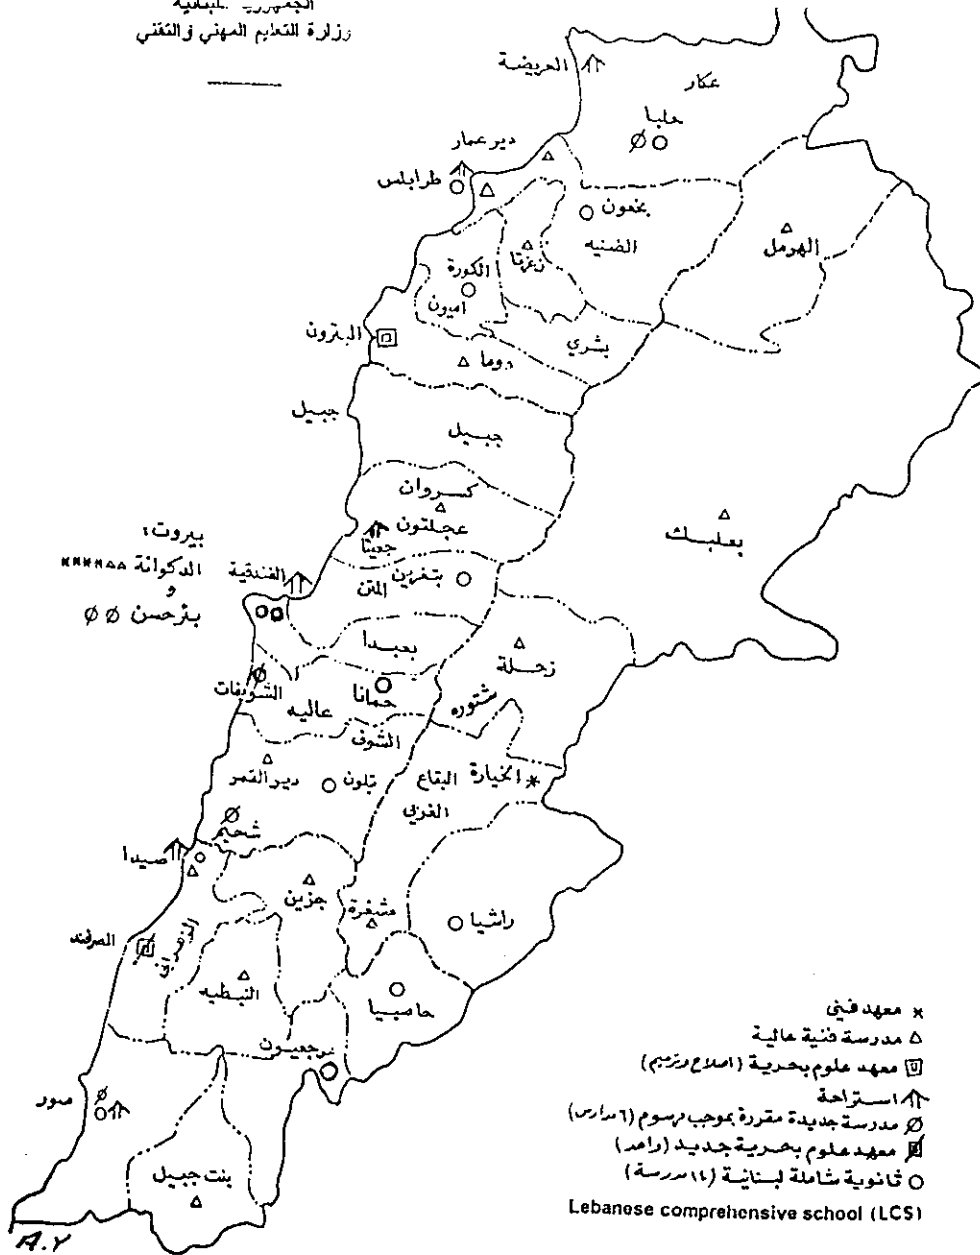 الجمهورية اللبنانية
وزارة التعليم المهني والتقني
العريضة
عكار
حلبا
دير عمار
طرابلس
بخعون
الضنيه
الهرمل
زغرتا
الكورة
اميون
البترون
بشري
دوما
جبيل
جبيل
كسروان
عجلتون
جعيتا
بعلبك
بيروت:
الدكوانة
و
بئرحسن
الفندقية
بتغرين
المتن
بعبدا
زحلة
الشويفات
حمانا
عاليه
شتوره
الشوف
دير القمر
بتلون
البقاع
الغربي
الخيارة
شحيم
صيدا
جزين
مشغرة
راشيا
الصرفند
الزهراني
النبطيه
حاصبيا
مرجعيون
صور
بنت جبيل
معهد فني
مدرسة فنية عالية
معهد علوم بحرية (اصلاح وترميم)
استراحة
مدرسة جديدة مقررة بموجب مرسوم (٦ مدارس)
معهد علوم بحرية جديد (واحد)
ثانوية شاملة لبنانية (١٤ مدرسة)
Lebanese comprehensive school (LCS)
A.Y